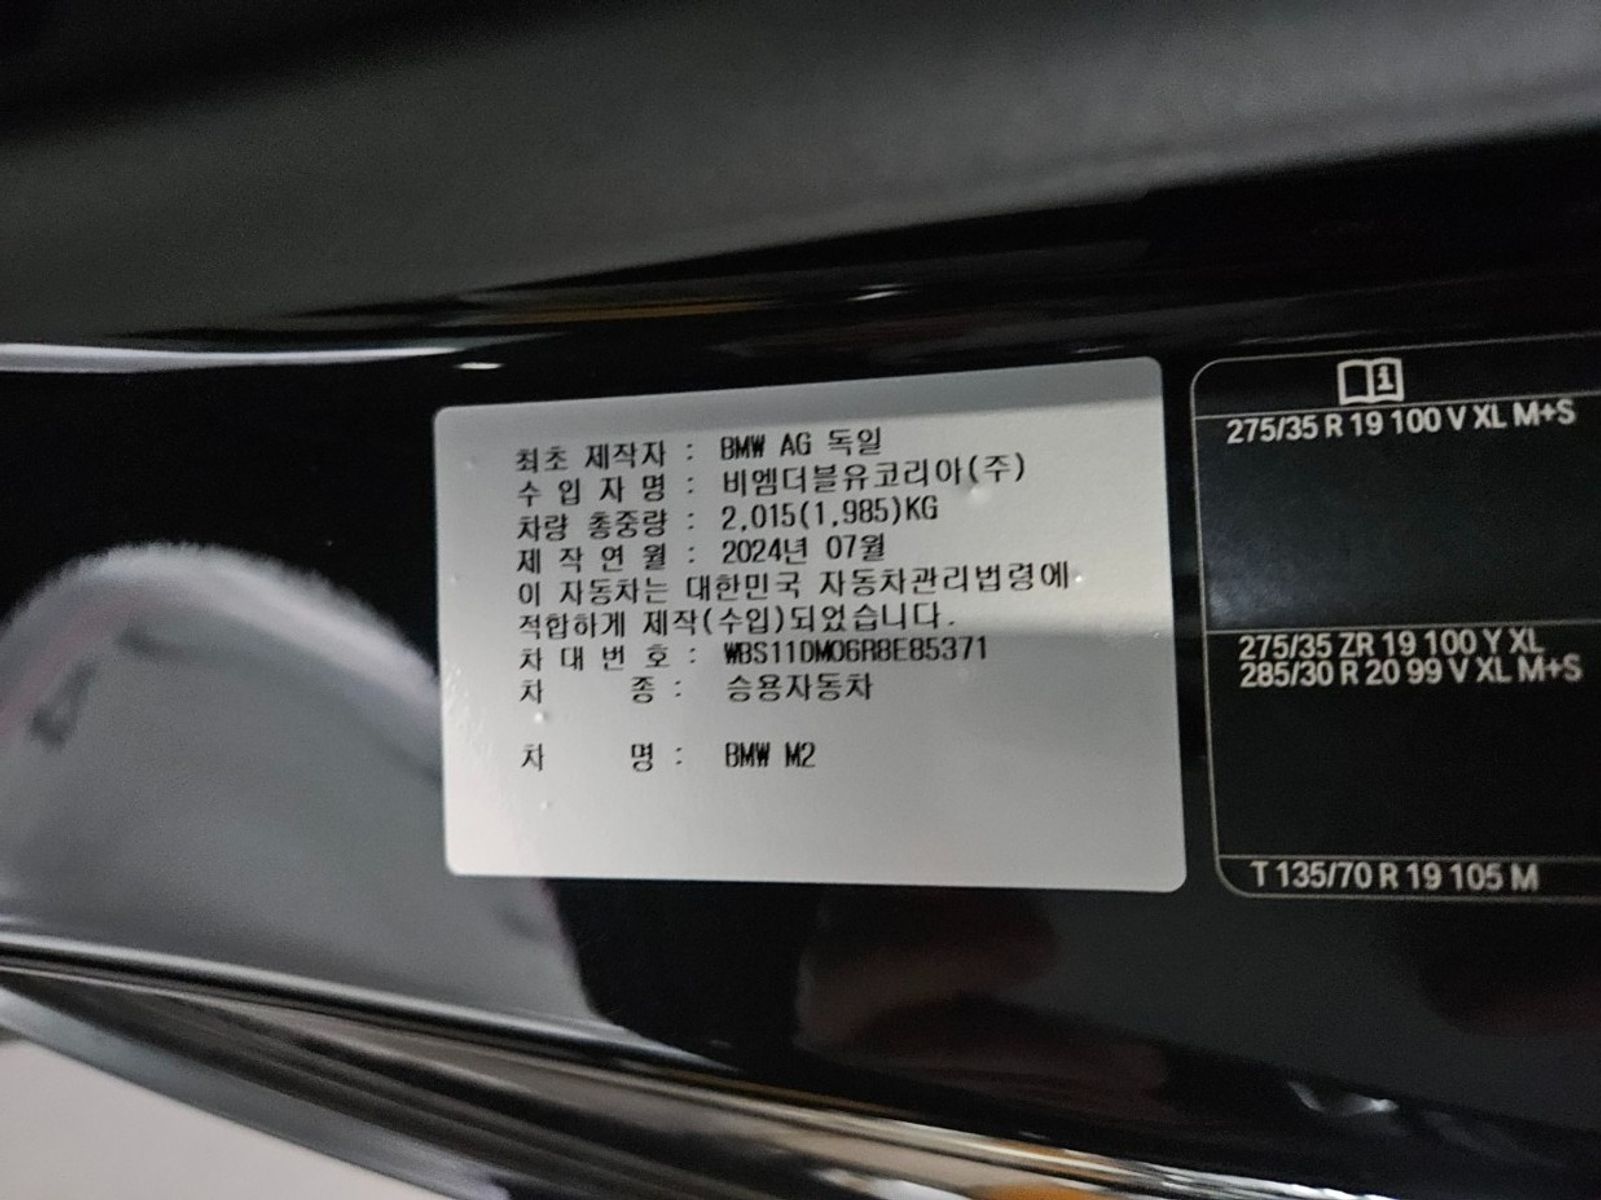 최초 제작자 : BMW AG 독일
수 입 자 명 : 비엠더블유코리아(주)
차량 총중량 : 2,015(1,985)KG
제 작 연 월 : 2024년 07월
이 자동차는 대한민국 자동차관리법령에
적합하게 제작(수입)되었습니다.
차 대 번 호 : WBS11DM06R8E85371
차 종 : 승용자동차
차 명 : BMW M2
275/35 R 19 100 V XL M+S
275/35 ZR 19 100 Y XL
285/30 R 20 99 V XL M+S
T 135/70 R 19 105 M